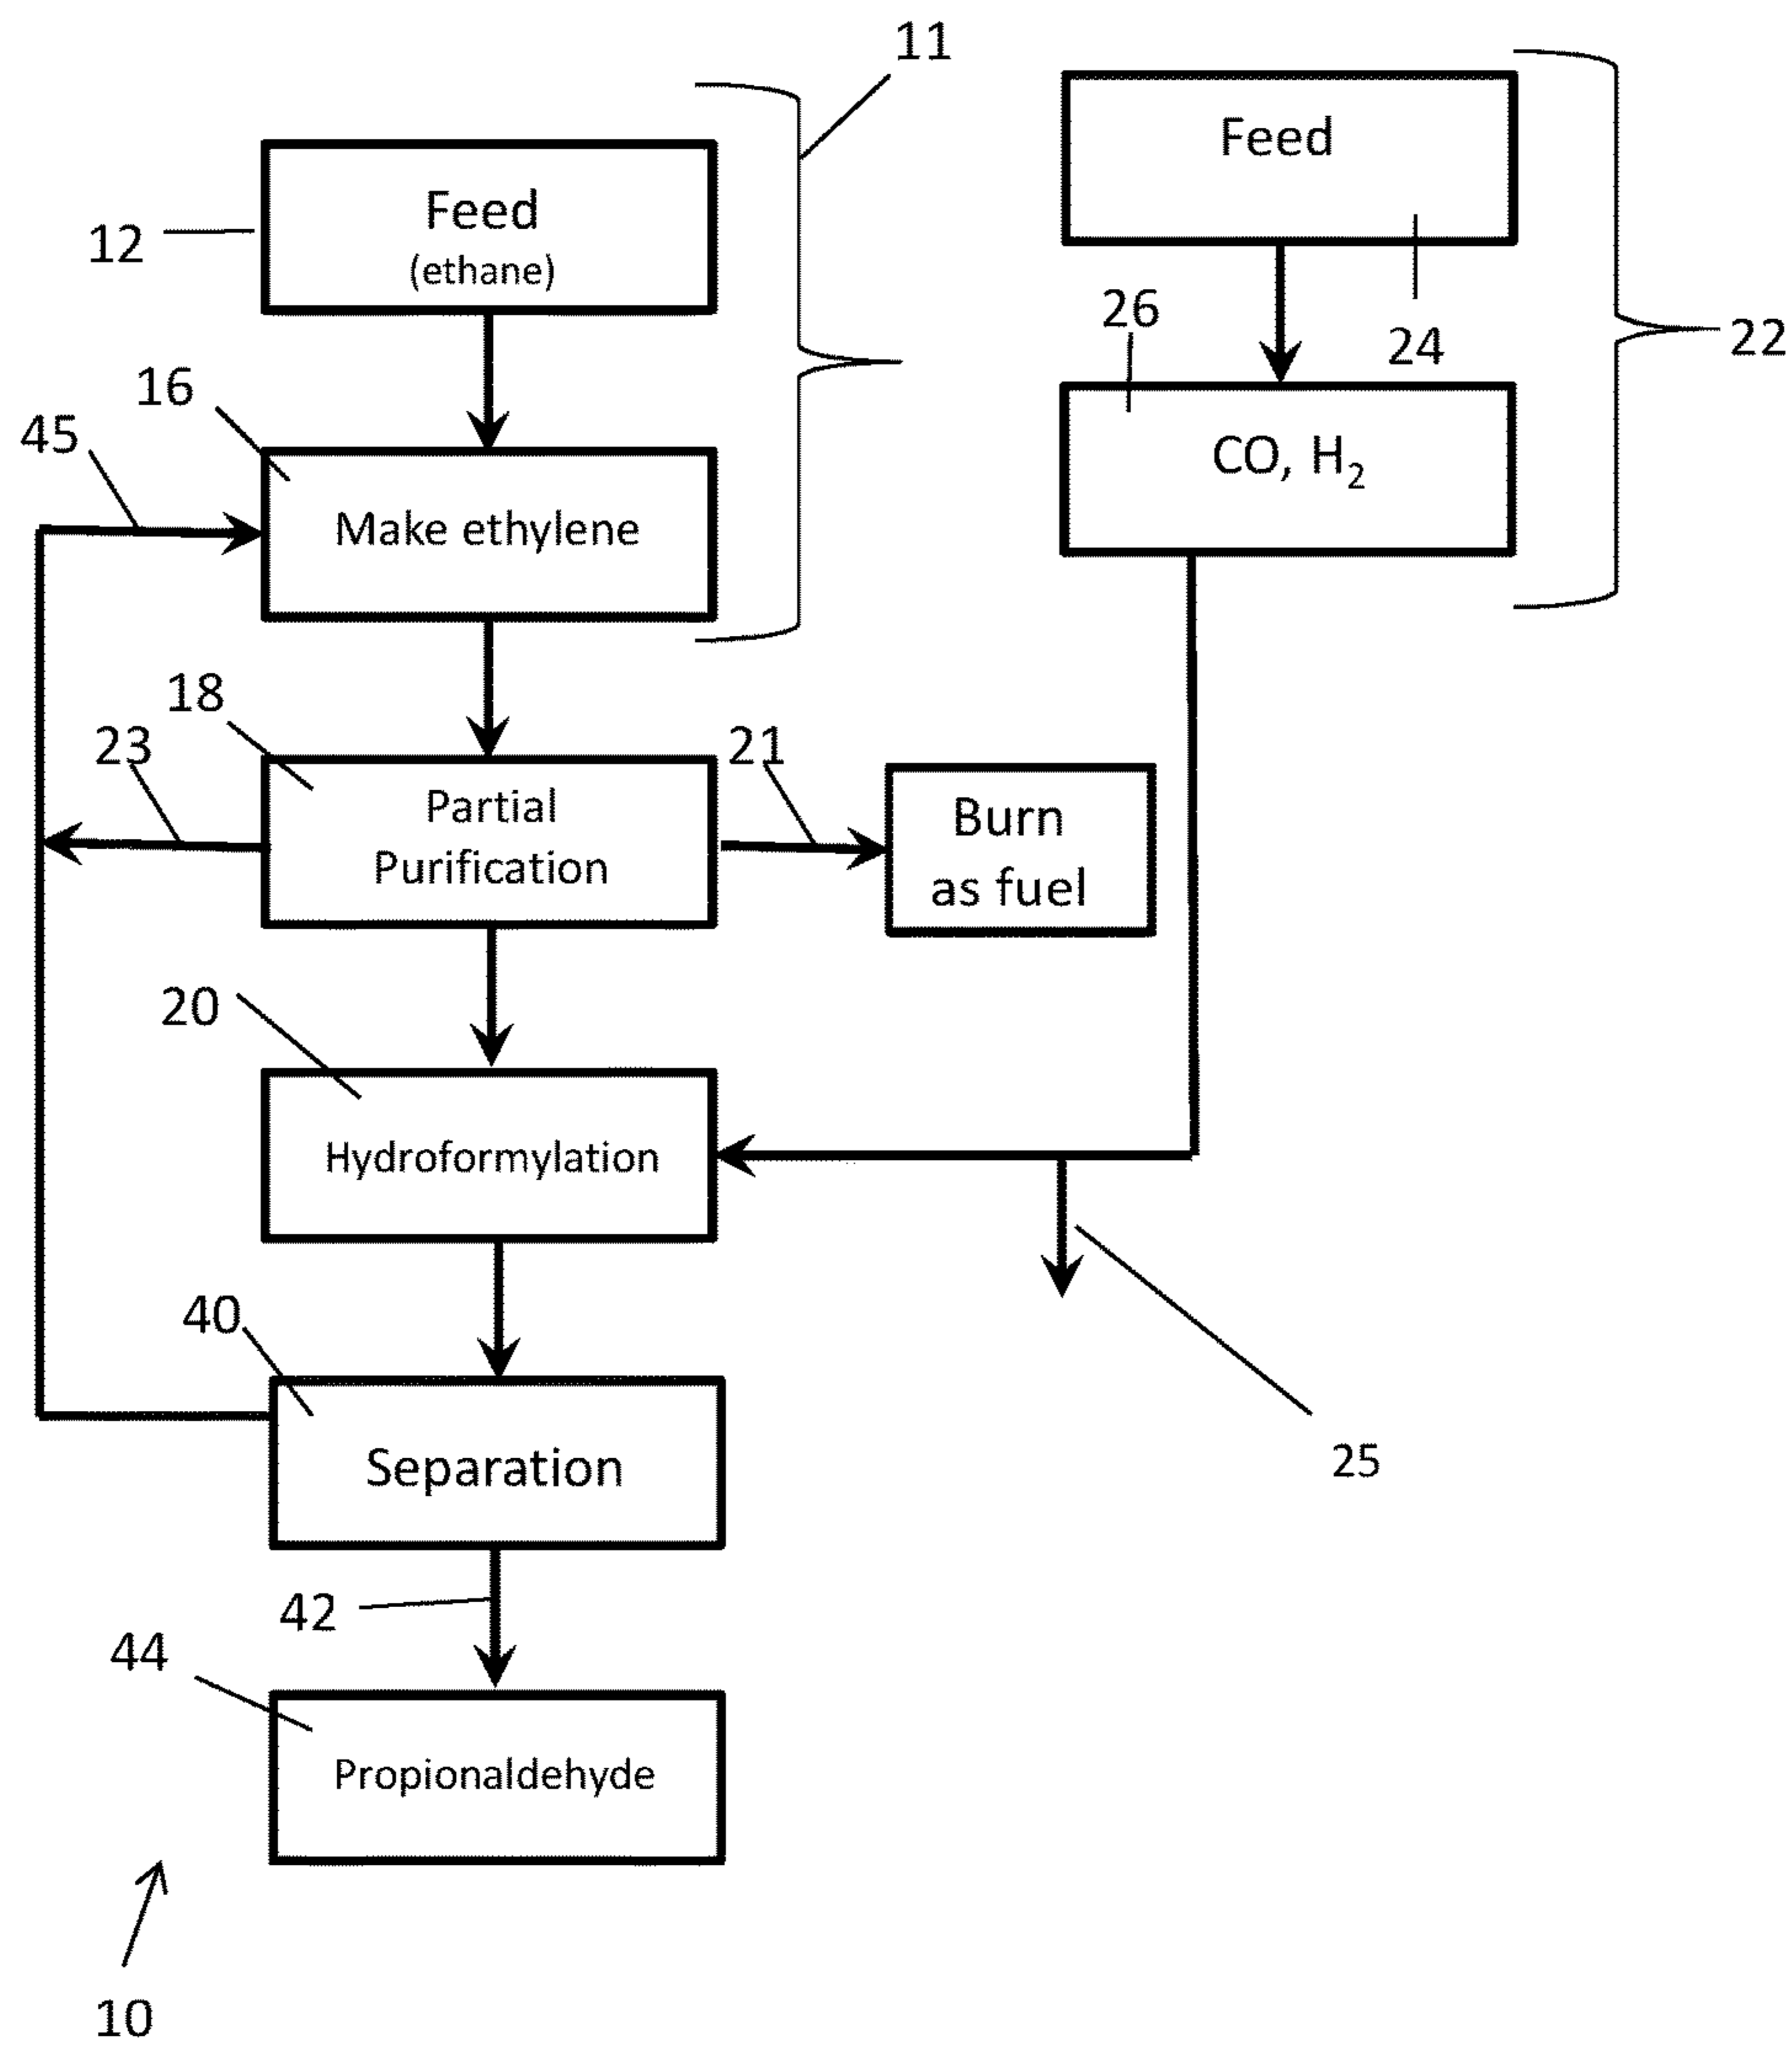 11
Feed
Feed
(ethane)
12
26
24
22
16
45
CO, H₂
Make ethylene
18
23
21
Partial
Purification
Burn
as fuel
20
Hydroformylation
40
Separation
25
42
44
Propionaldehyde
10